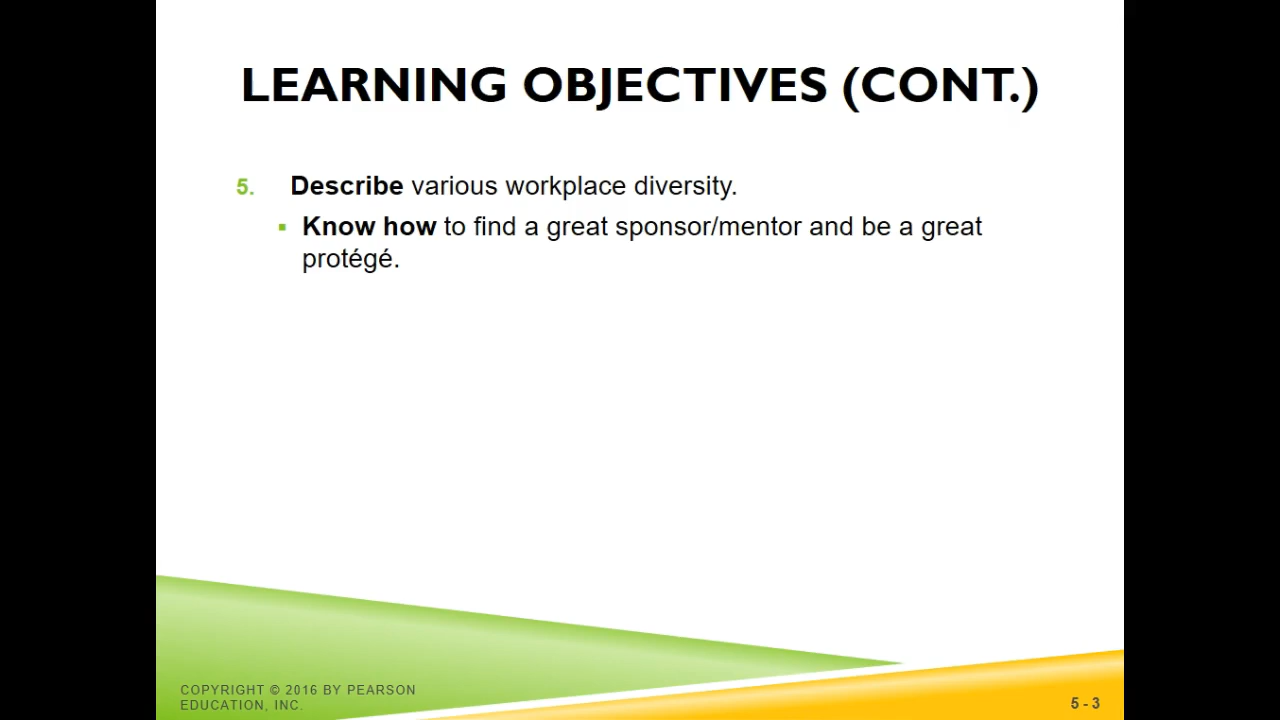 LEARNING OBJECTIVES (CONT.)
5. Describe various workplace diversity.
▪ Know how to find a great sponsor/mentor and be a great
protégé.
COPYRIGHT © 2016 BY PEARSON
EDUCATION, INC.
5 - 3